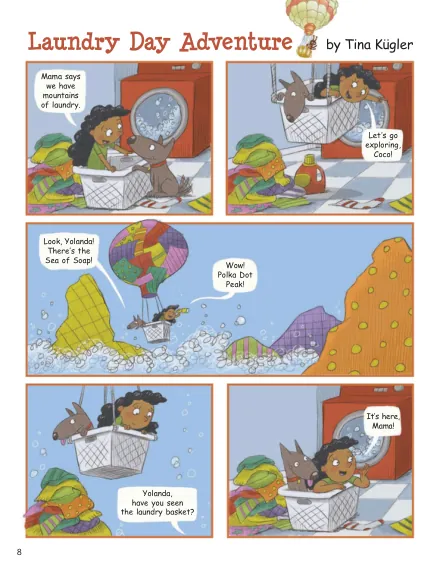 Laundry Day Adventure
by Tina Kügler
Mama says
we have
mountains
of laundry.
Let's go
exploring,
Coco!
Look, Yolanda!
There's the
Sea of Soap!
Wow!
Polka Dot
Peak!
Yolanda,
have you seen
the laundry basket?
It's here,
Mama!
8